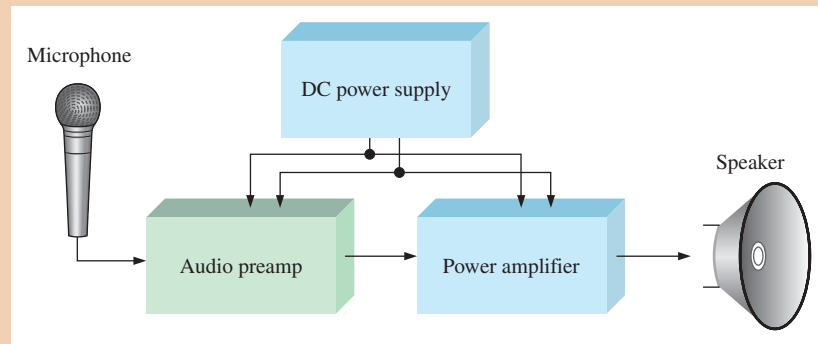 Microphone
DC power supply
Speaker
Audio preamp
Power amplifier